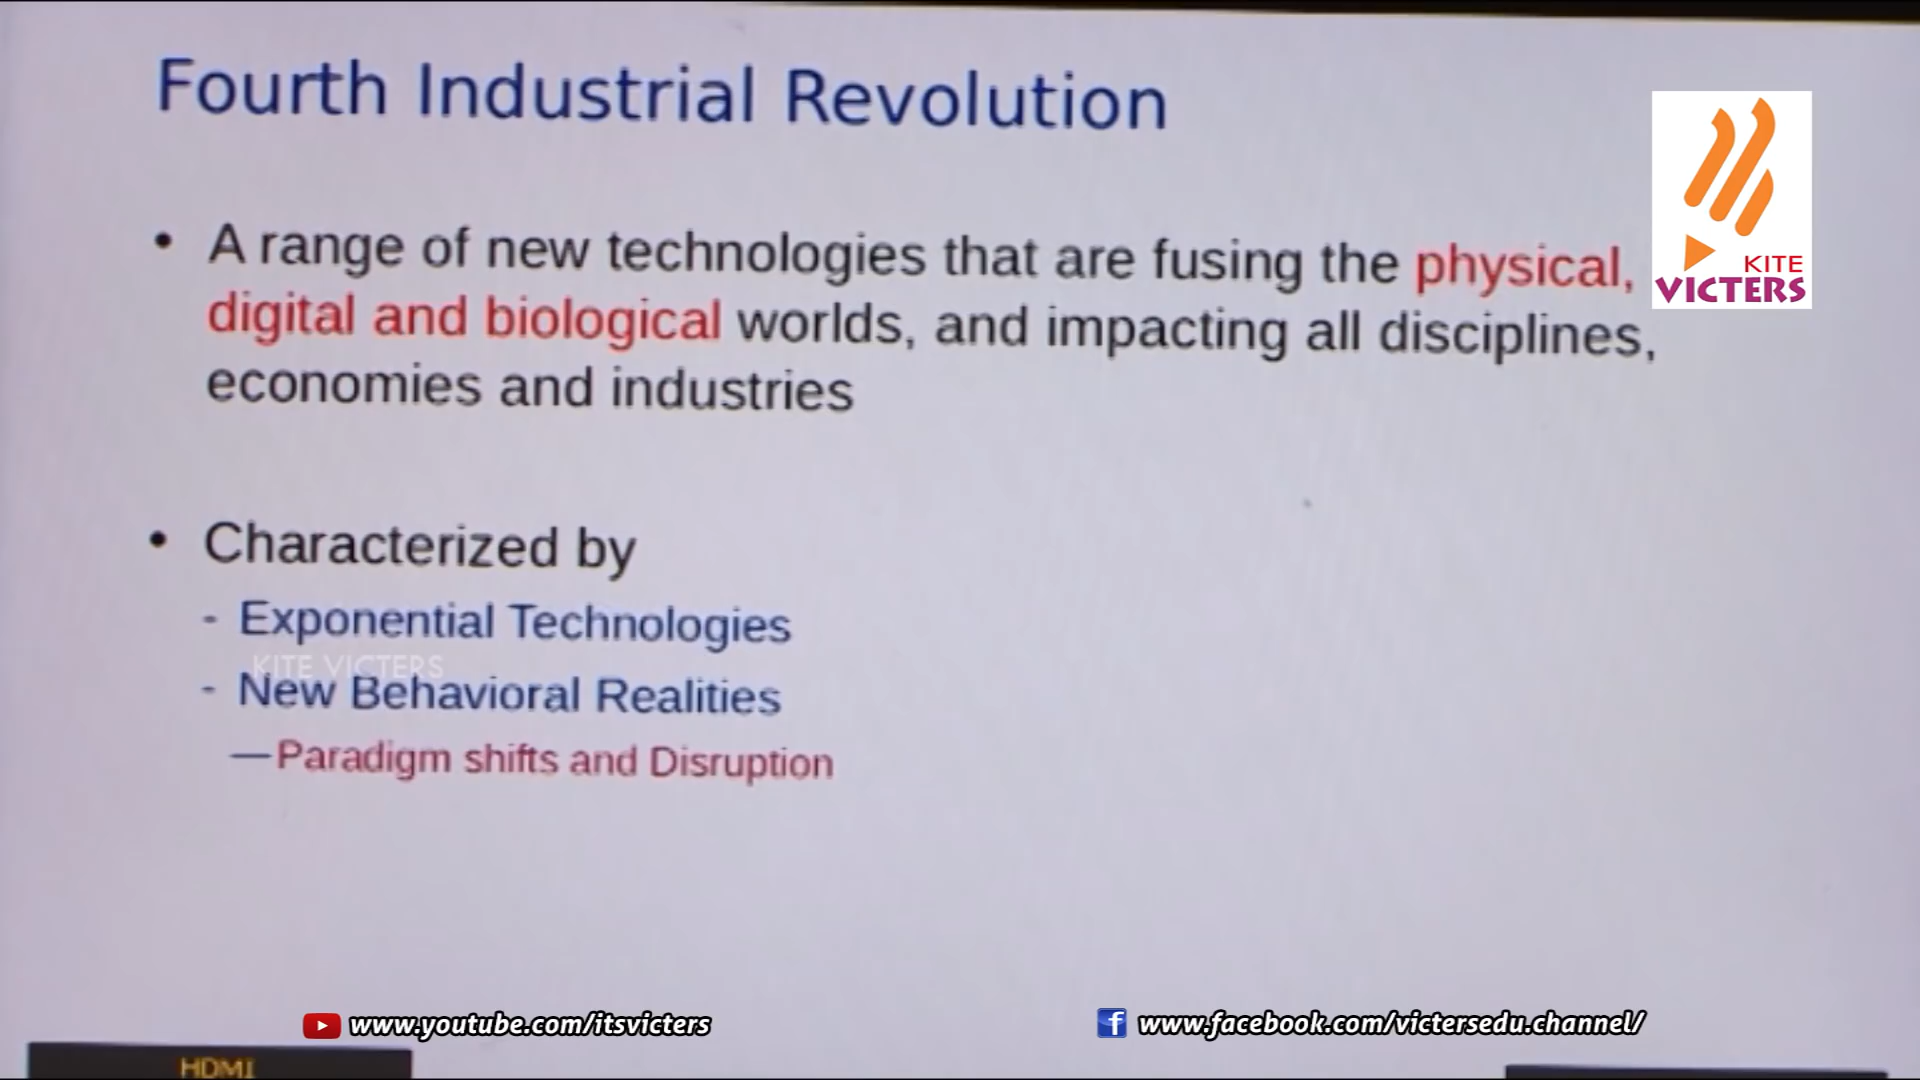 Fourth Industrial Revolution
• A range of new technologies that are fusing the physical,
digital and biological worlds, and impacting all disciplines,
economies and industries
KITE
VICTERS
• Characterized by
- Exponential Technologies
KITE VICTERS
- New Behavioral Realities
—Paradigm shifts and Disruption
www.youtube.com/itsvicters
www.facebook.com/victersedu.channel/
HDMI